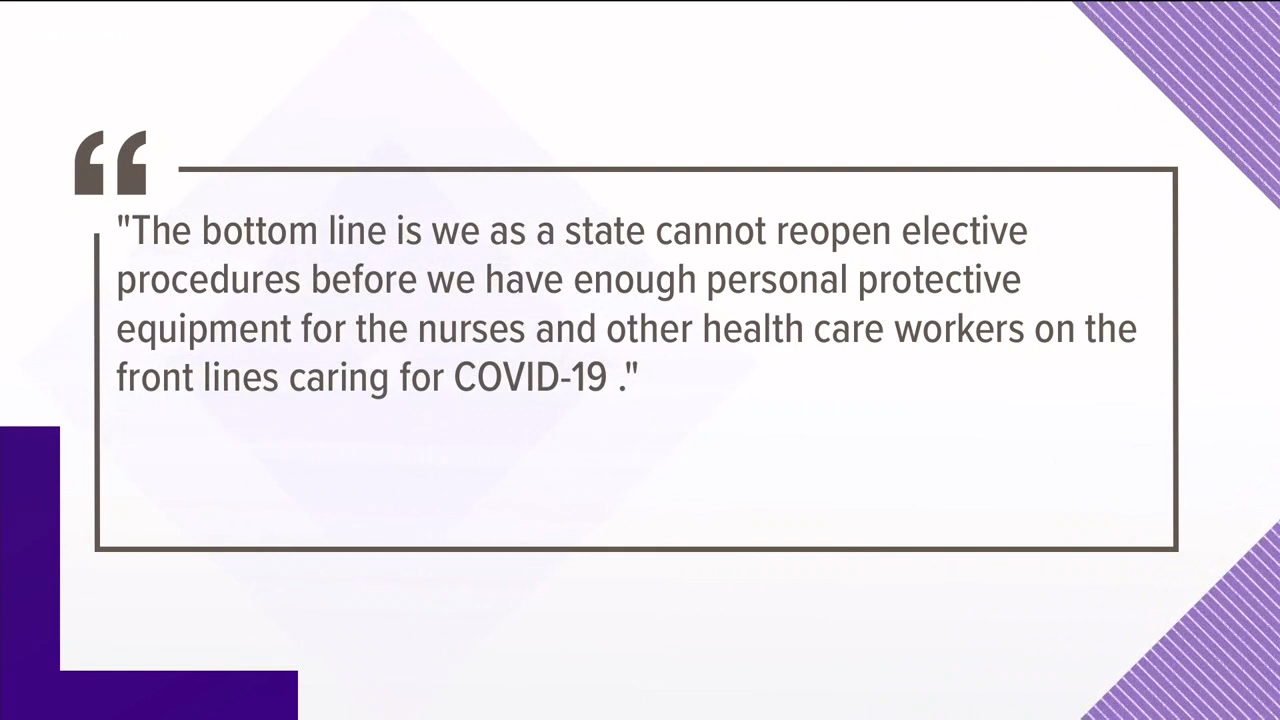 "The bottom line is we as a state cannot reopen elective
procedures before we have enough personal protective
equipment for the nurses and other health care workers on the
front lines caring for COVID-19 ."